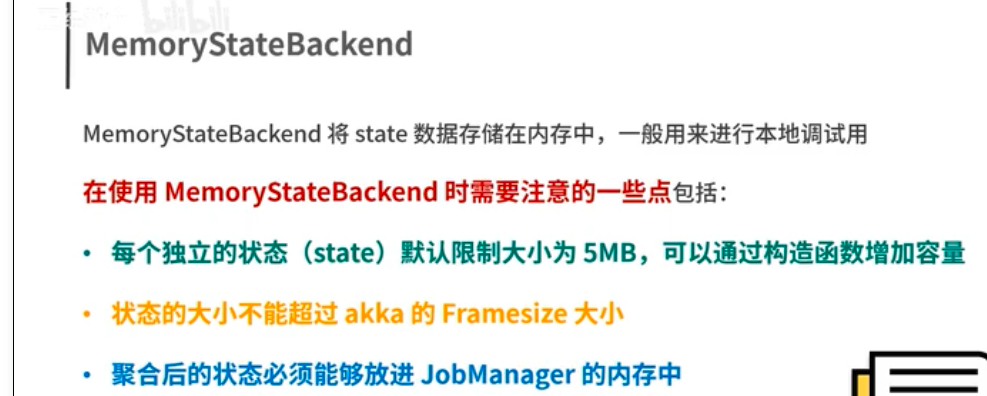 bilibili
MemoryStateBackend
MemoryStateBackend 将 state 数据存储在内存中，一般用来进行本地调试用
在使用 MemoryStateBackend 时需要注意的一些点包括：
• 每个独立的状态（state）默认限制大小为 5MB，可以通过构造函数增加容量
• 状态的大小不能超过 akka 的 Framesize 大小
• 聚合后的状态必须能够放进 JobManager 的内存中